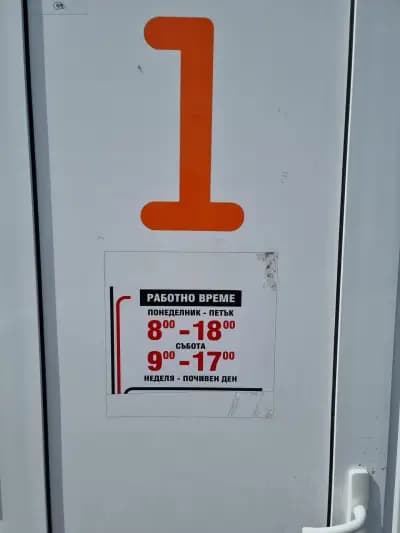 1
РАБОТНО ВРЕМЕ
ПОНЕДЕЛНИК - ПЕТЪК
8⁰⁰ - 18⁰⁰
СЪБОТА
9⁰⁰ - 17⁰⁰
НЕДЕЛЯ - ПОЧИВЕН ДЕН